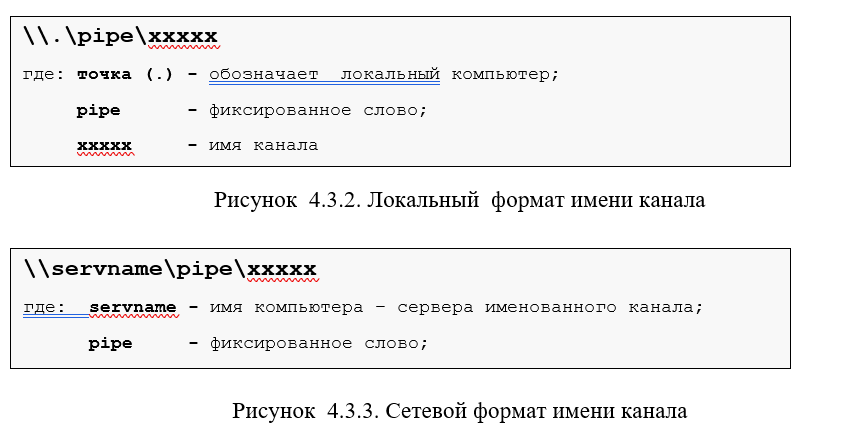 \\.\pipe\xxxxx
где: точка (.) - обозначает локальный компьютер;
pipe - фиксированное слово;
xxxxx - имя канала
Рисунок 4.3.2. Локальный формат имени канала
\\servname\pipe\xxxxx
где: servname - имя компьютера – сервера именованного канала;
pipe - фиксированное слово;
Рисунок 4.3.3. Сетевой формат имени канала